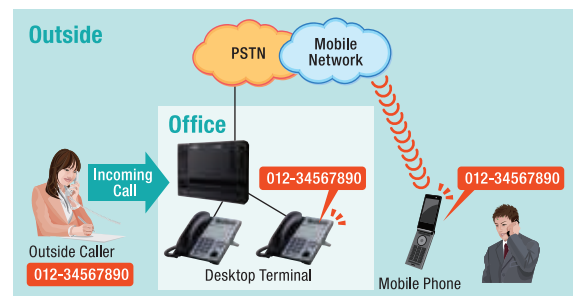 Outside
PSTN
Mobile
Network
Office
Incoming
Call
012-34567890
012-34567890
Outside Caller
012-34567890
Desktop Terminal
Mobile Phone